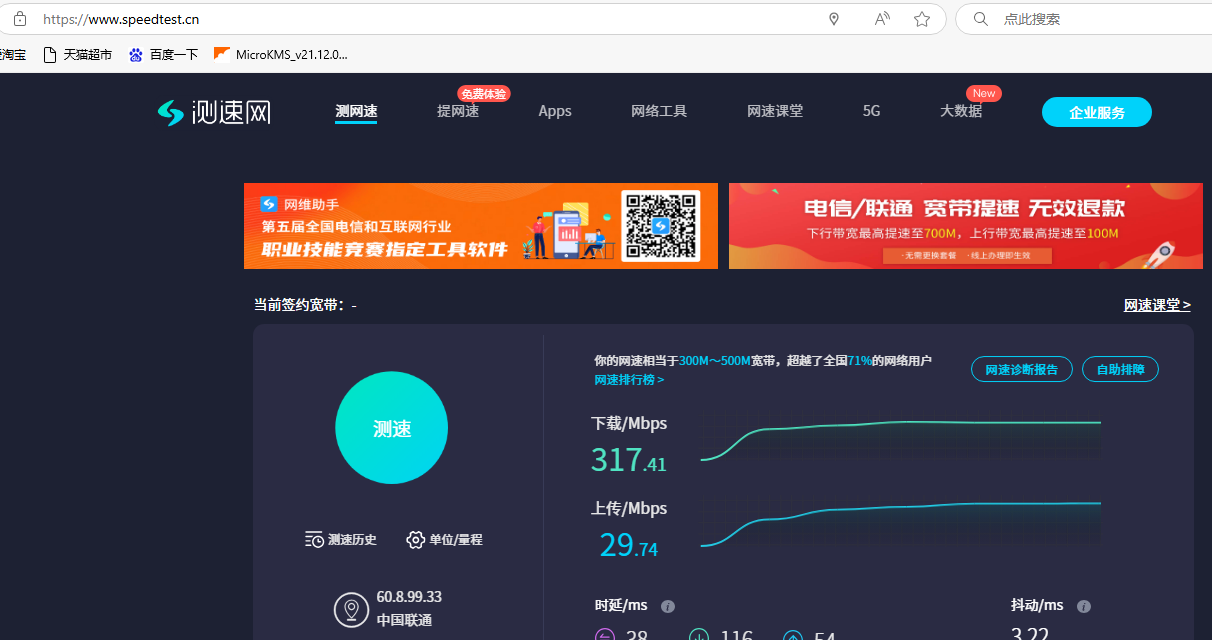 https://www.speedtest.cn
点此搜索
淘宝
天猫超市
百度一下
MicroKMS_v21.12.0...
测速网
测网速
免费体验
提网速
Apps
网络工具
网速课堂
5G
New
大数据
企业服务
网维助手
第五届全国电信和互联网行业
职业技能竞赛指定工具软件
电信/联通 宽带提速 无效退款
下行带宽最高提速至700M，上行带宽最高提速至100M
·无需更换套餐 ·线上办理即生效
当前签约宽带：-
网速课堂 >
你的网速相当于300M～500M宽带，超越了全国71%的网络用户
网速排行榜 >
网速诊断报告
自助排障
测速
下载/Mbps
317.41
上传/Mbps
29.74
测速历史
单位/量程
60.8.99.33
中国联通
时延/ms
抖动/ms
38
116
54
3.22